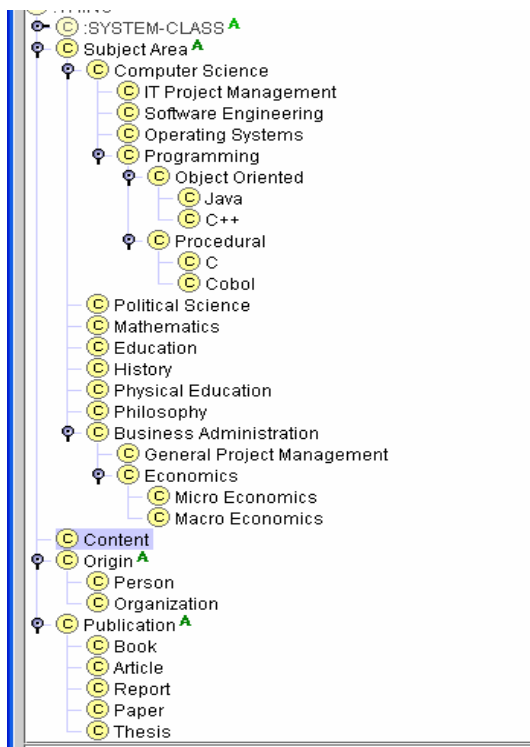 :SYSTEM-CLASS A
C Subject Area A
C Computer Science
C IT Project Management
C Software Engineering
C Operating Systems
C Programming
C Object Oriented
C Java
C C++
C Procedural
C C
C Cobol
C Political Science
C Mathematics
C Education
C History
C Physical Education
C Philosophy
C Business Administration
C General Project Management
C Economics
C Micro Economics
C Macro Economics
C Content
C Origin A
C Person
C Organization
C Publication A
C Book
C Article
C Report
C Paper
C Thesis